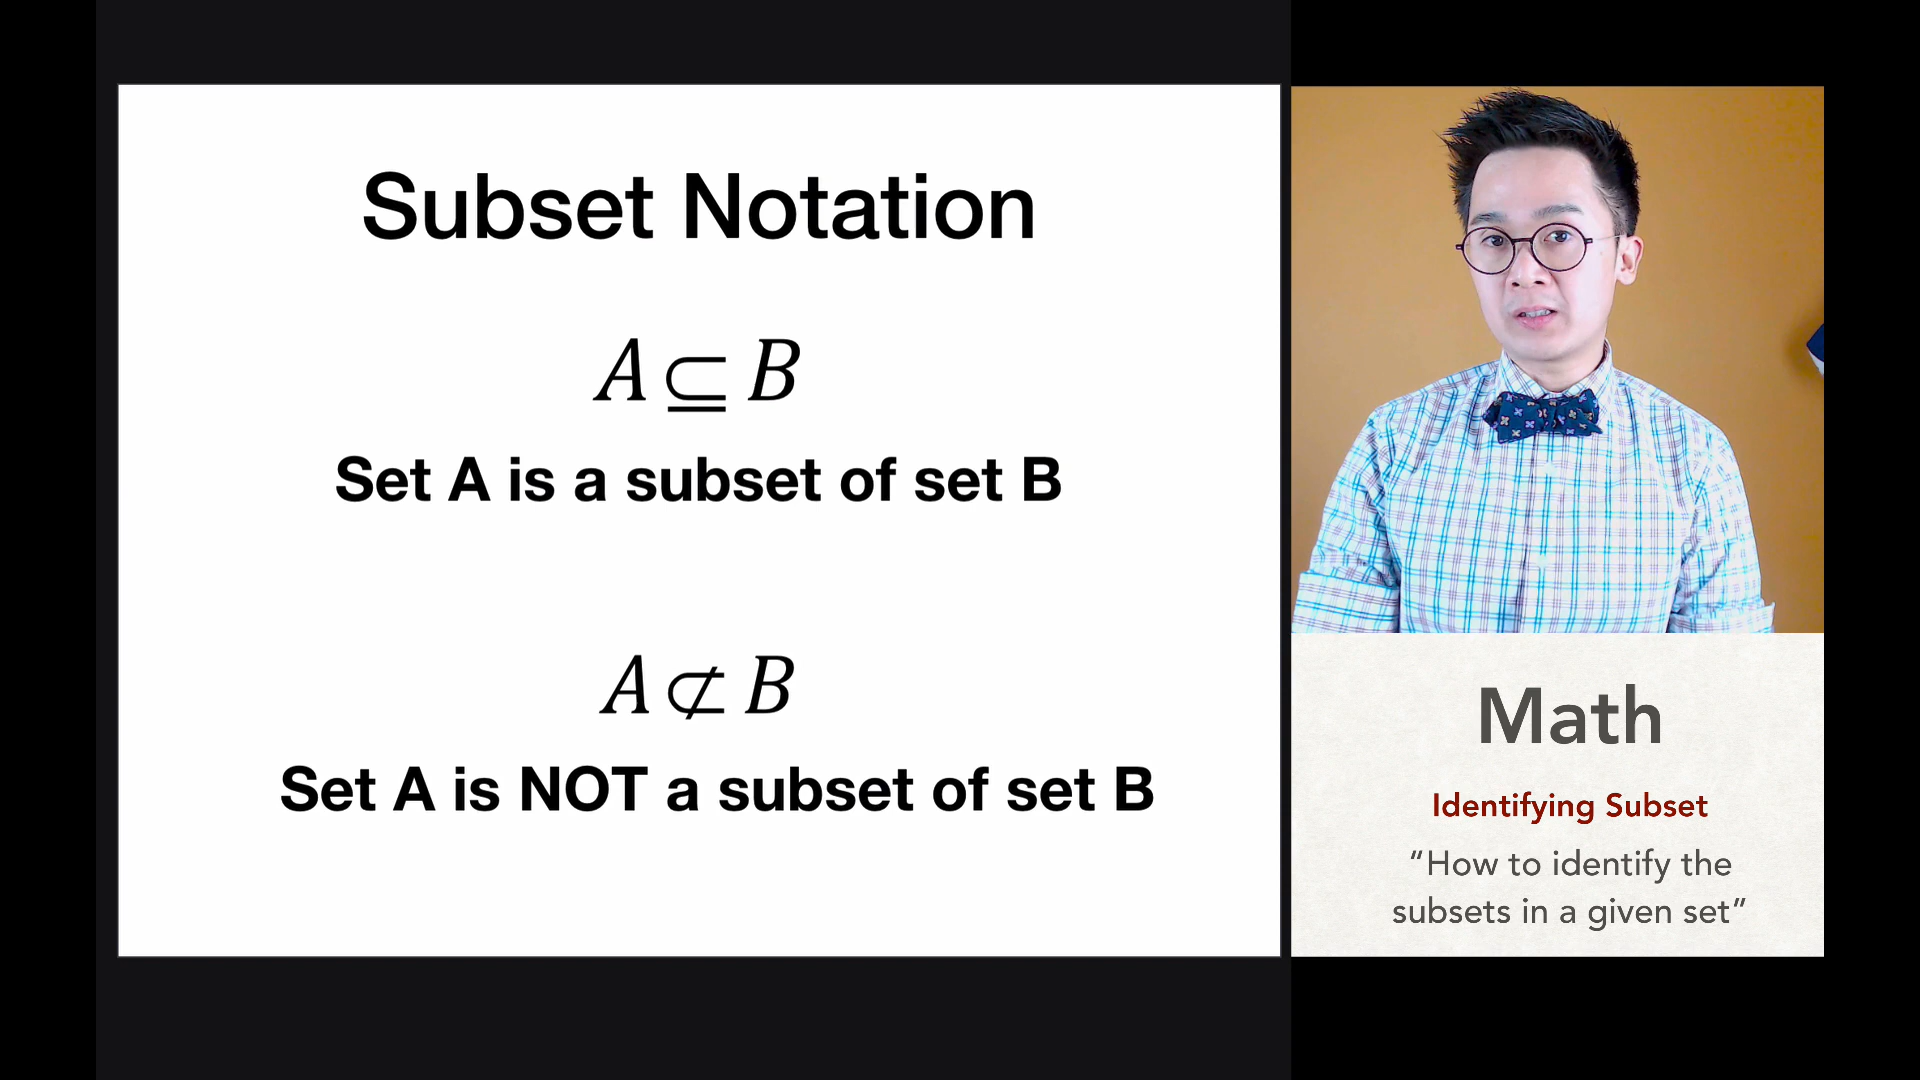 Subset Notation
A ⊆ B
Set A is a subset of set B
A ⊄ B
Set A is NOT a subset of set B
Math
Identifying Subset
“How to identify the
subsets in a given set”